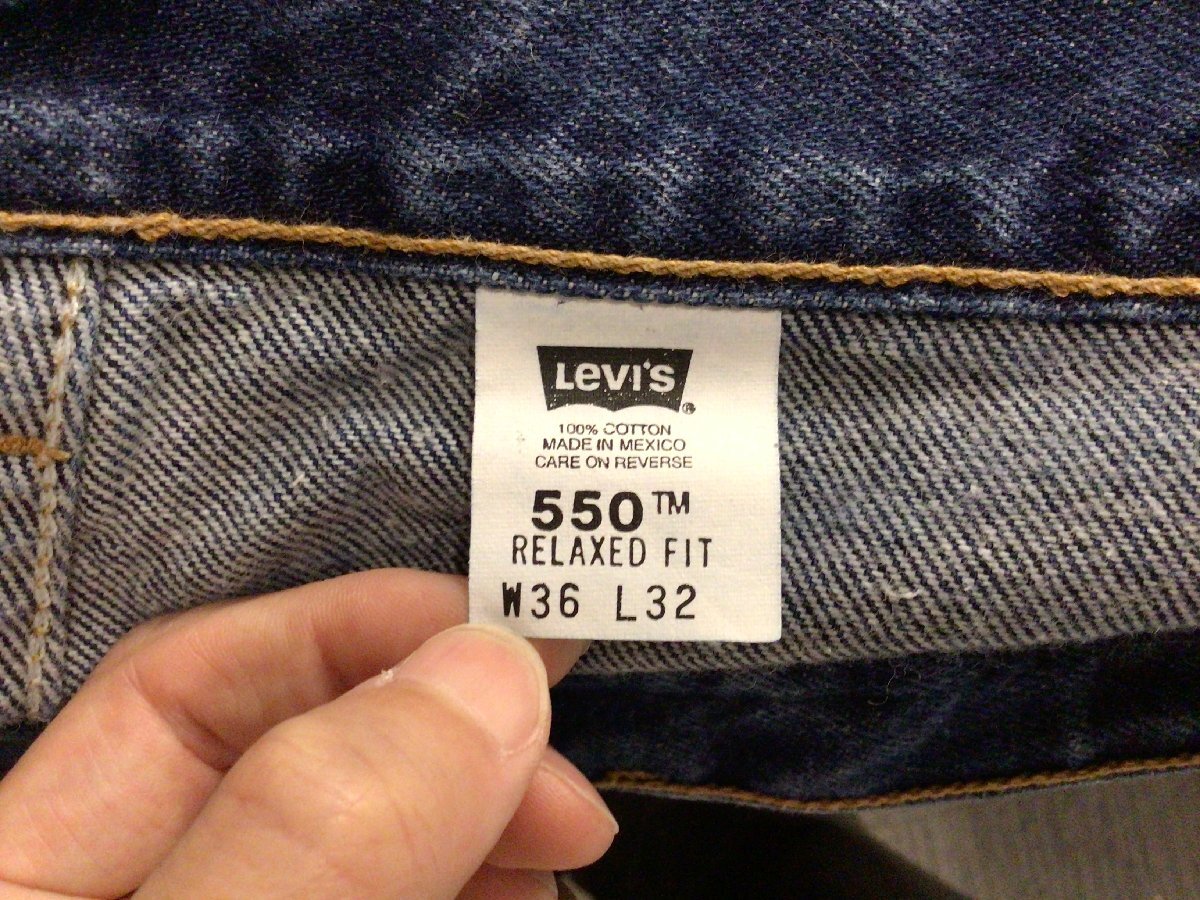 Levi's ®
100% COTTON
MADE IN MEXICO
CARE ON REVERSE
550™
RELAXED FIT
W36 L32